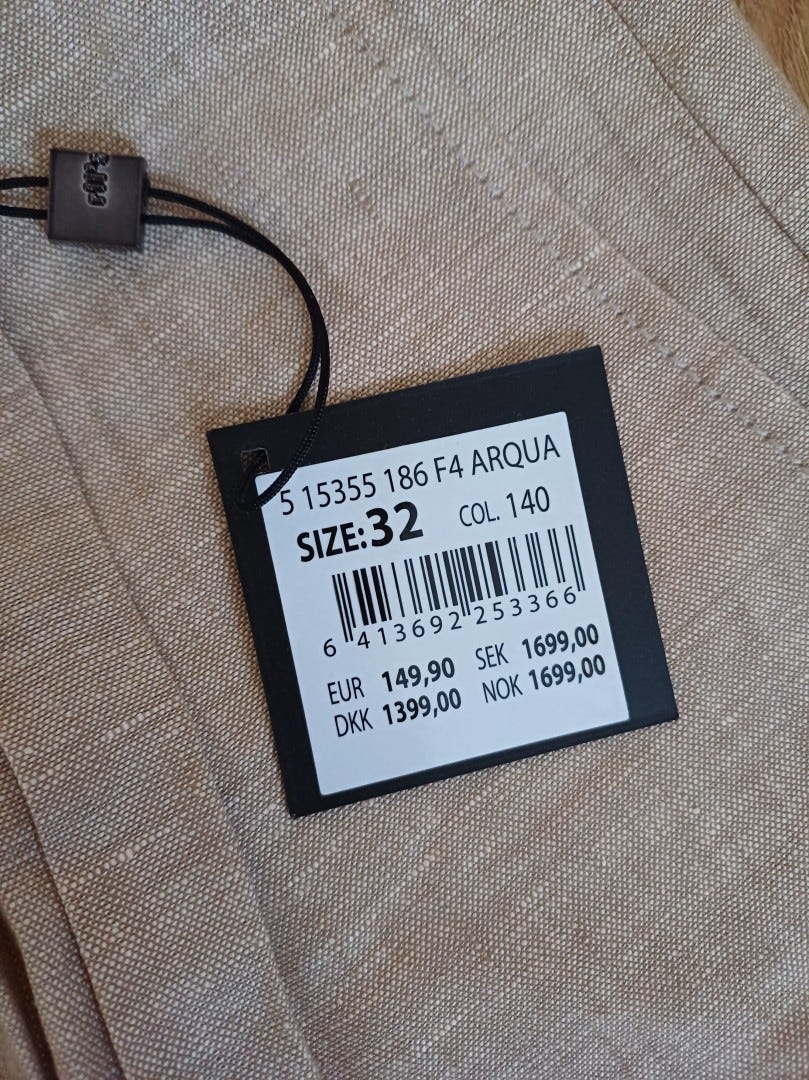 5 15355 186 F4 ARQUA
SIZE:32 COL. 140
6 413692 253366
EUR 149,90 SEK 1699,00
DKK 1399,00 NOK 1699,00